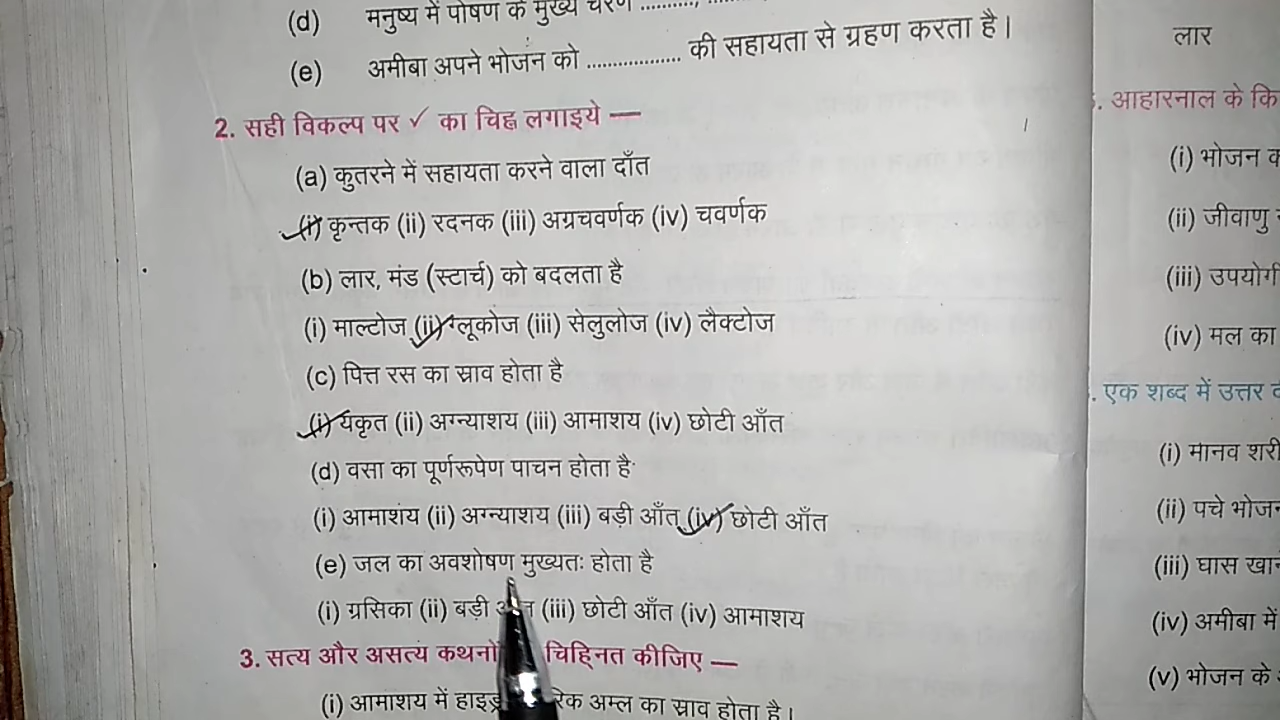 (d) मनुष्य में पोषण के मुख्य चरण ..........,
(e) अमीबा अपने भोजन को ................. की सहायता से ग्रहण करता है।
2. सही विकल्प पर ✓ का चिह्न लगाइये —
(a) कुतरने में सहायता करने वाला दाँत
(i) कृन्तक (ii) रदनक (iii) अग्रचवर्णक (iv) चवर्णक
(b) लार, मंड (स्टार्च) को बदलता है
(i) माल्टोज (ii) ग्लूकोज (iii) सेलुलोज (iv) लैक्टोज
(c) पित्त रस का स्राव होता है
(i) यकृत (ii) अग्न्याशय (iii) आमाशय (iv) छोटी आँत
(d) वसा का पूर्णरूपेण पाचन होता है
(i) आमाशय (ii) अग्न्याशय (iii) बड़ी आँत (iv) छोटी आँत
(e) जल का अवशोषण मुख्यतः होता है
(i) ग्रसिका (ii) बड़ी (iii) छोटी आँत (iv) आमाशय
3. सत्य और असत्य चिह्नित कीजिए —
(i) आमाशय में अम्ल का स्राव होता है।
लार
आहारनाल के
(i) भोजन
(ii) जीवाणु
(iii)
(iv) मल का
एक शब्द में उत्तर
(i) मानव
(ii) पचे
(iii) घास
(iv) अमीबा में
(v) भोजन के